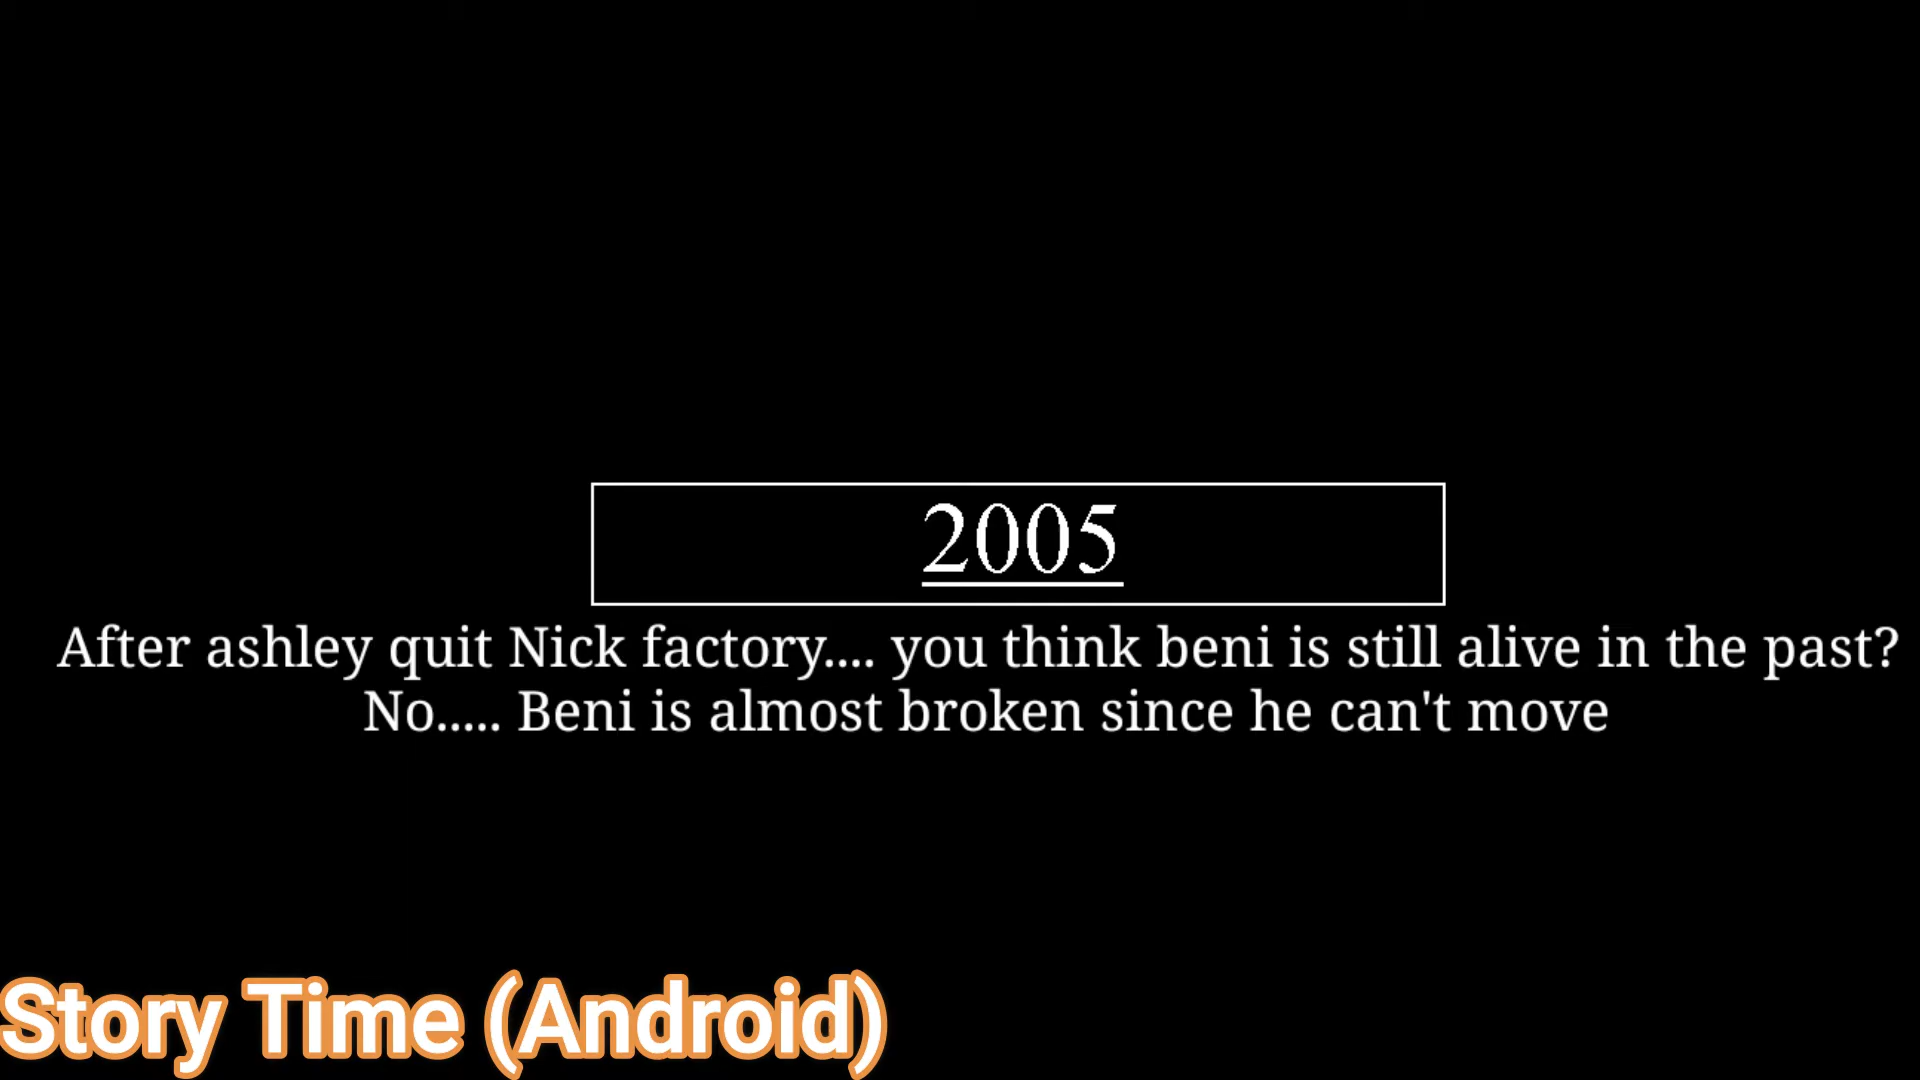 2005
After ashley quit Nick factory.... you think beni is still alive in the past?
No..... Beni is almost broken since he can't move
Story Time (Android)